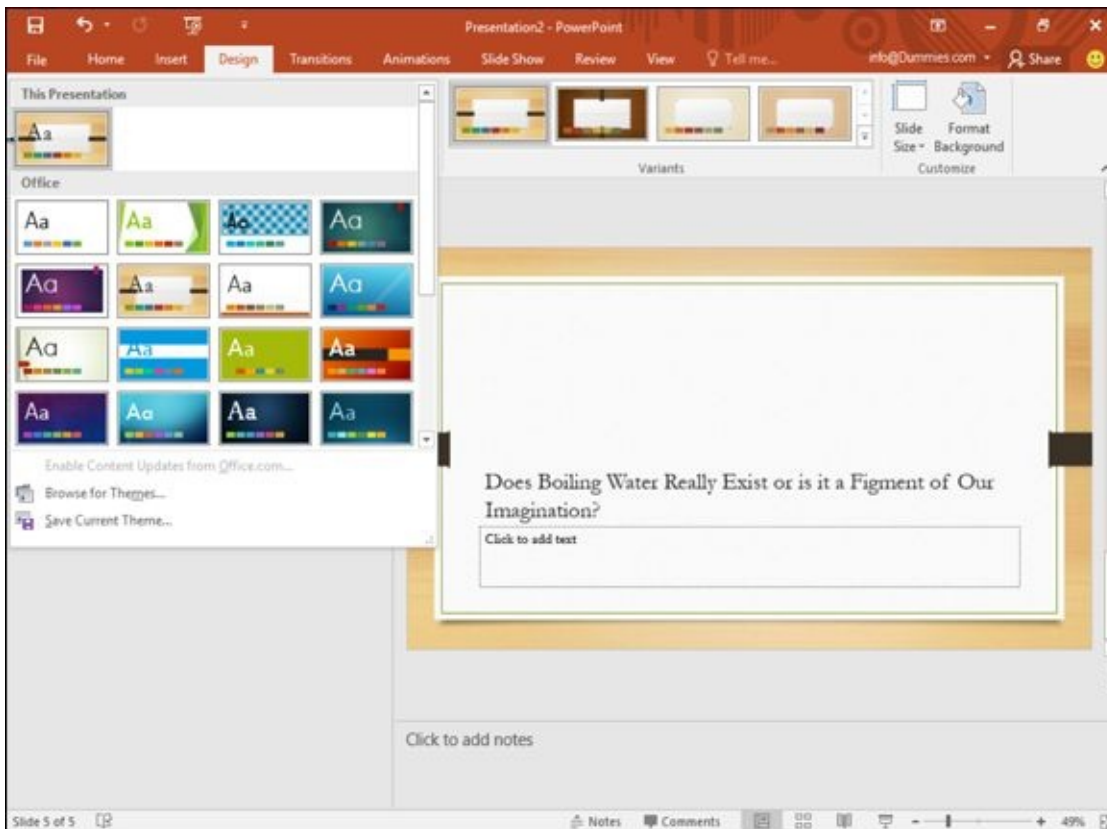 Presentation2 - PowerPoint
File Home Insert Design Transitions Animations Slide Show Review View Tell me... info@Dummies.com Share
This Presentation
Aa
Office
Aa Aa Aa Aa
Aa Aa Aa Aa
Aa Aa Aa Aa
Aa Aa Aa Aa
Enable Content Updates from Office.com...
Browse for Themes...
Save Current Theme...
Variants
Slide Size
Format Background
Customize
Does Boiling Water Really Exist or is it a Figment of Our
Imagination?
Click to add text
Click to add notes
Slide 5 of 5 Notes Comments 49%